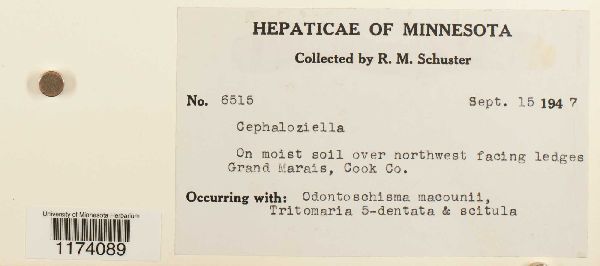 HEPATICAE OF MINNESOTA
Collected by R. M. Schuster
No. 6515 Sept. 15 1947
Cephaloziella
On moist soil over northwest facing ledges
Grand Marais, Cook Co.
Occurring with: Odontoschisma macounii,
Tritomaria 5-dentata & scitula
University of Minnesota Herbarium
1174089